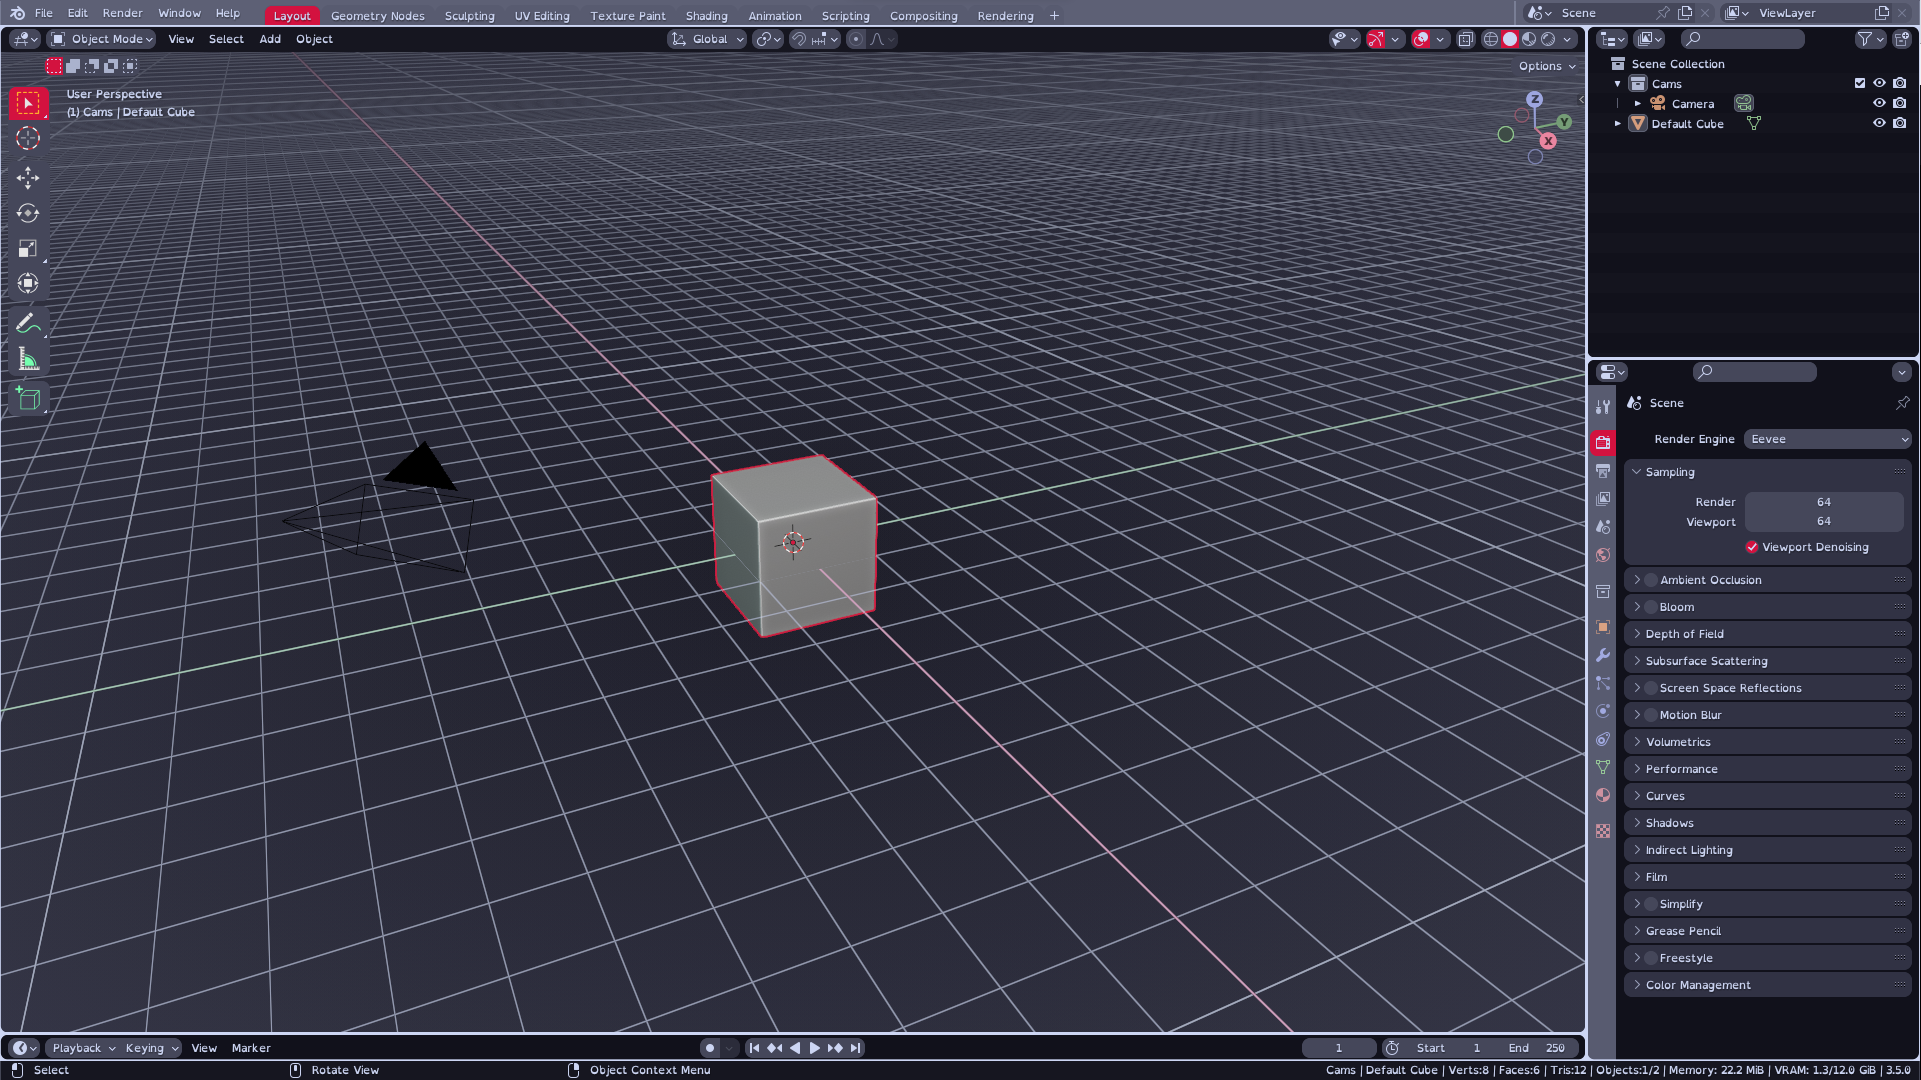 File Edit Render Window Help Layout Geometry Nodes Sculpting UV Editing Texture Paint Shading Animation Scripting Compositing Rendering + Scene ViewLayer
Object Mode View Select Add Object Global
Options
User Perspective
(1) Cams | Default Cube
Z
Y
X
Scene Collection
Cams
Camera
Default Cube
Scene
Render Engine Eevee
Sampling
Render 64
Viewport 64
Viewport Denoising
Ambient Occlusion
Bloom
Depth of Field
Subsurface Scattering
Screen Space Reflections
Motion Blur
Volumetrics
Performance
Curves
Shadows
Indirect Lighting
Film
Simplify
Grease Pencil
Freestyle
Color Management
Playback Keying View Marker 1 Start 1 End 250
Select Rotate View Object Context Menu Cams | Default Cube | Verts:8 | Faces:6 | Tris:12 | Objects:1/2 | Memory: 22.2 MiB | VRAM: 1.3/12.0 GiB | 3.5.0